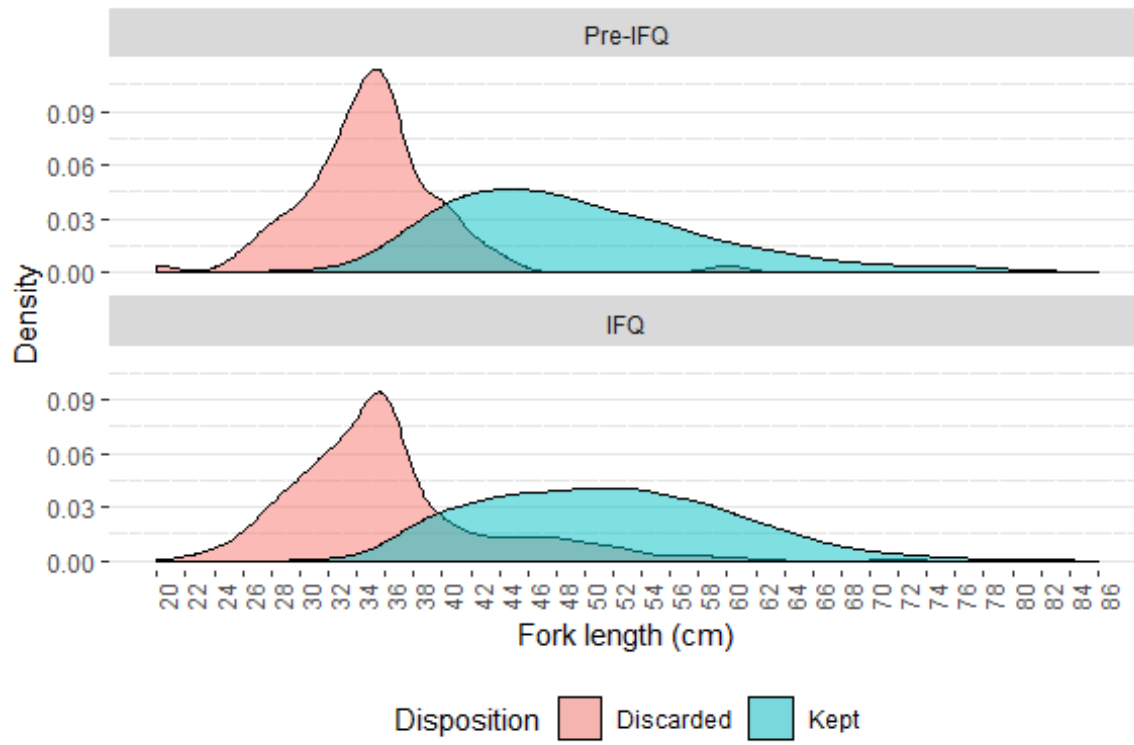 Pre-IFQ
0.09
0.06
0.03
0.00
Density
IFQ
0.09
0.06
0.03
0.00
20 22 24 26 28 30 32 34 36 38 40 42 44 46 48 50 52 54 56 58 60 62 64 66 68 70 72 74 76 78 80 82 84 86
Fork length (cm)
Disposition Discarded Kept